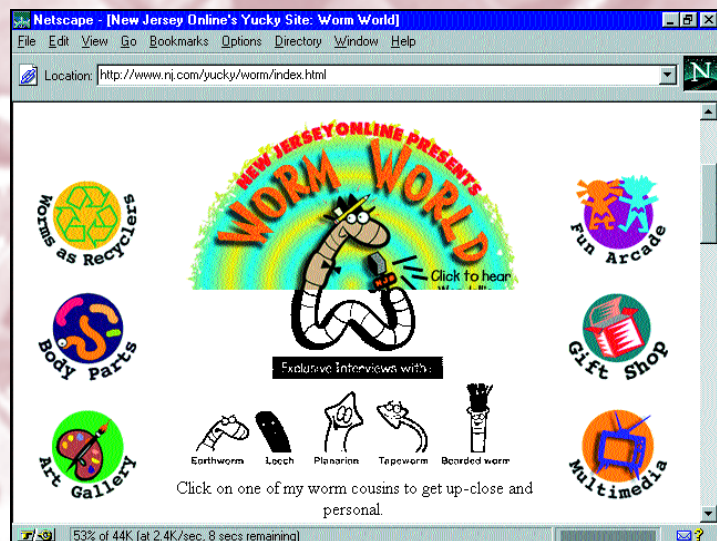 Netscape - [New Jersey Online's Yucky Site: Worm World]
File Edit View Go Bookmarks Options Directory Window Help
Location: http://www.nj.com/yucky/worm/index.html
N
NEW JERSEY ONLINE PRESENTS
WORM WORLD
Click to hear
NJO
Worms as Recyclers
Fun Arcade
Body Parts
Gift Shop
Exclusive Interviews with:
Art Gallery
Multimedia
Earthworm Leech Planarian Tapeworm Bearded worm
Click on one of my worm cousins to get up-close and
personal.
53% of 44K (at 2.4K/sec, 8 secs remaining)